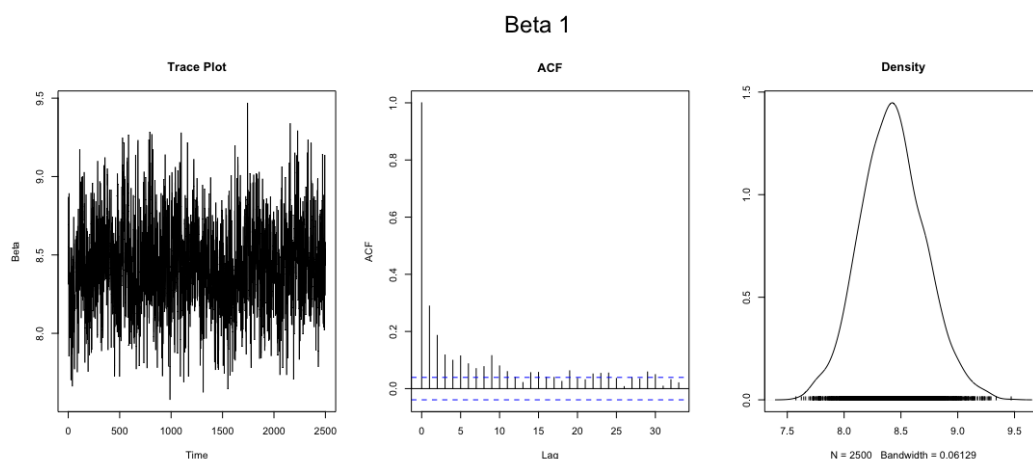 Beta 1
Trace Plot
Beta
9.5
9.0
8.5
8.0
0 500 1000 1500 2000 2500
Time
ACF
ACF
1.0
0.8
0.6
0.4
0.2
0.0
0 5 10 15 20 25 30
Lag
Density
1.5
1.0
0.5
0.0
7.5 8.0 8.5 9.0 9.5
N = 2500 Bandwidth = 0.06129